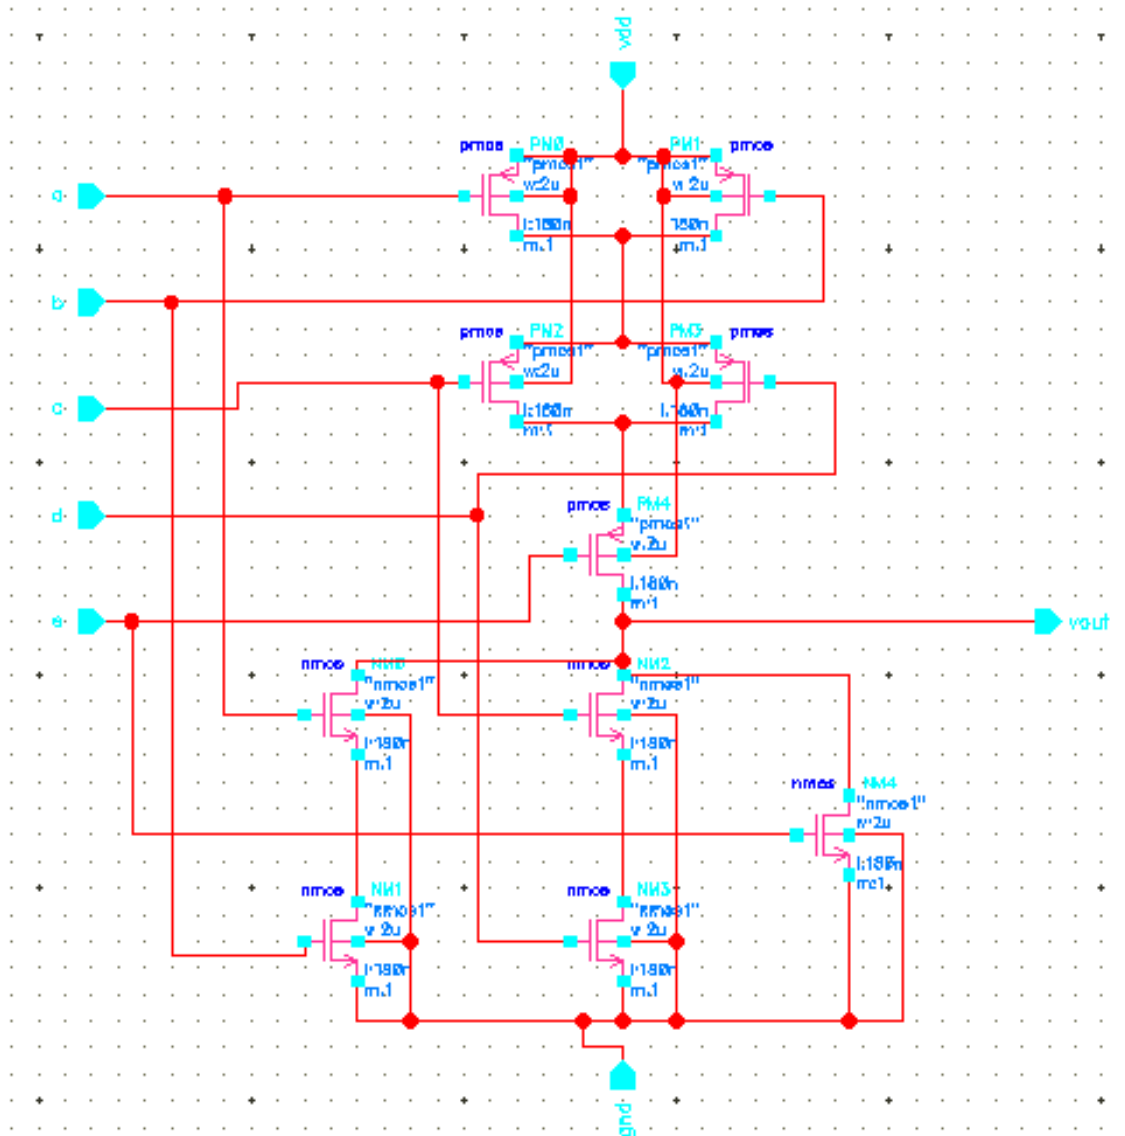 vdd
pmos PM0 PM1 pmos
"pmos1" "pmos1"
w:2u w:2u
a
l:180n 180n
m:1 m:1
b
pmos PM2 PM3 pmos
"pmos1" "pmos1"
w:2u w:2u
c
l:180n l:180n
m:1 m:1
pmos PM4
d
"pmos1"
w:2u
l:180n
m:1
e
vout
nmos NM0 nmos NM2
"nmos1" "nmos1"
w:2u w:2u
l:180n l:180n
m:1 m:1
nmos NM4
"nmos1"
w:2u
l:180n
m:1
nmos NM1 nmos NM3
"nmos1" "nmos1"
w:2u w:2u
l:180n l:180n
m:1 m:1
gnd